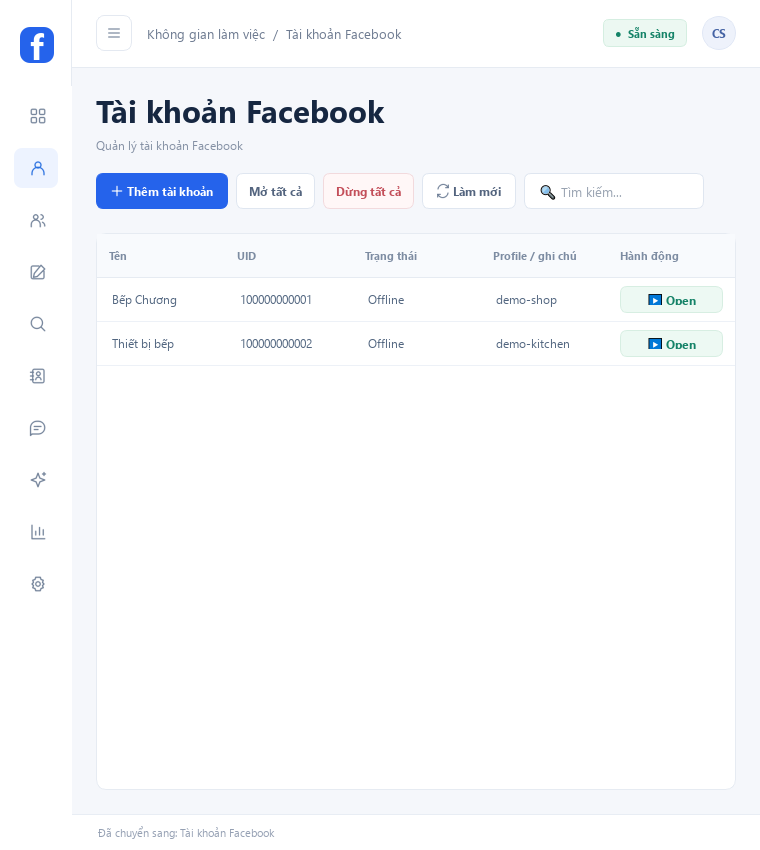 f
Không gian làm việc / Tài khoản Facebook
● Sẵn sàng
CS
Tài khoản Facebook
Quản lý tài khoản Facebook
+ Thêm tài khoản
Mở tất cả
Dừng tất cả
Làm mới
Tìm kiếm...
Tên UID Trạng thái Profile / ghi chú Hành động
Bếp Chương 100000000001 Offline demo-shop Open
Thiết bị bếp 100000000002 Offline demo-kitchen Open
Đã chuyển sang: Tài khoản Facebook